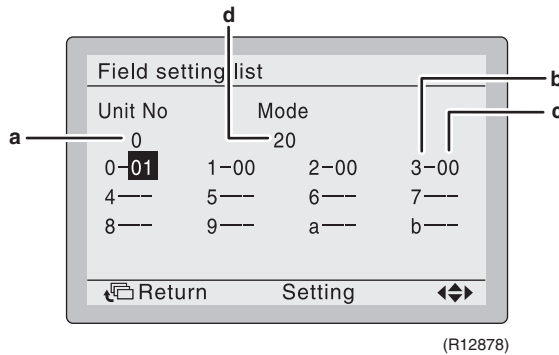 d
Field setting list
b
Unit No Mode
c
a 0 20
0-01 1-00 2-00 3-00
4-–– 5-–– 6-–– 7-––
8-–– 9-–– a-–– b-––
Return Setting
(R12878)